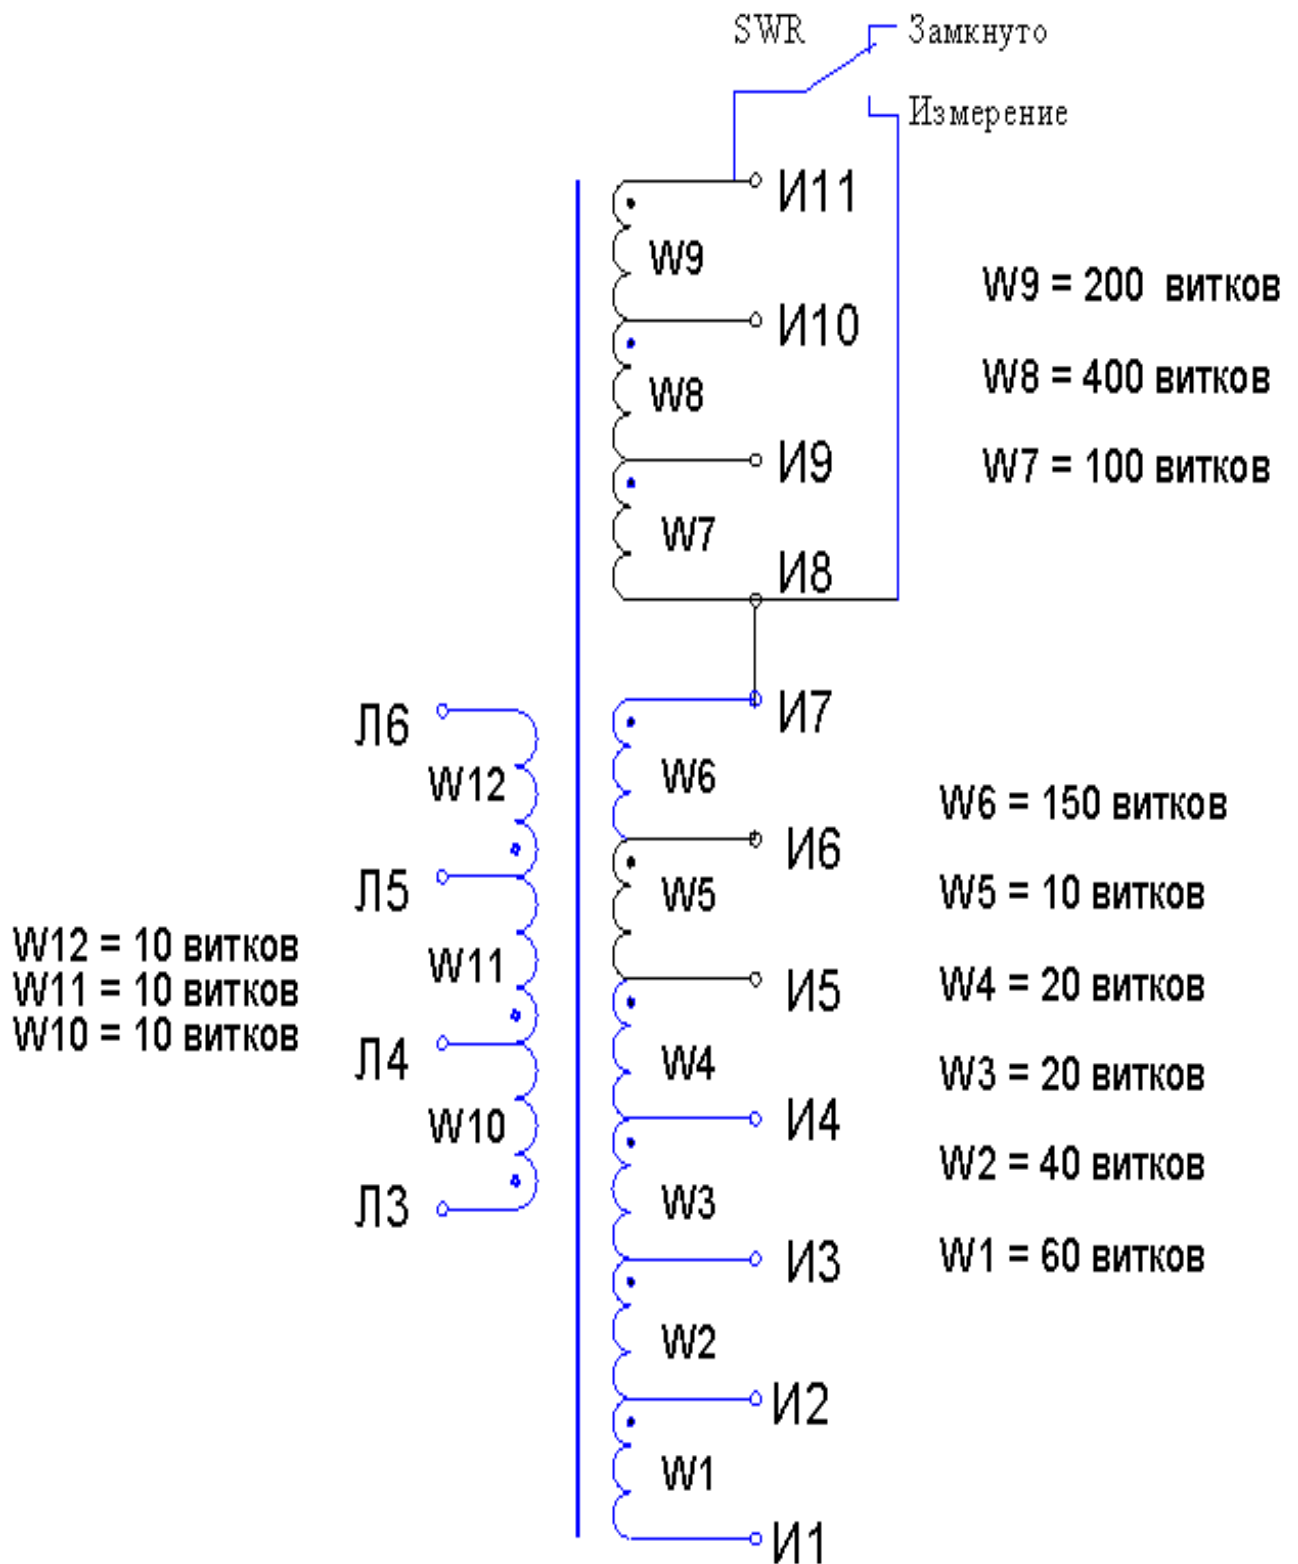 SWR
Замкнуто
Измерение
И11
W9
W9 = 200 витков
И10
W8
W8 = 400 витков
И9
W7 = 100 витков
W7
И8
И7
Л6
W12
W6
W6 = 150 витков
И6
Л5
W5
W5 = 10 витков
W12 = 10 витков
W11
W11 = 10 витков
И5
W4 = 20 витков
W10 = 10 витков
Л4
W4
W3 = 20 витков
W10
И4
W2 = 40 витков
Л3
W3
И3
W1 = 60 витков
W2
И2
W1
И1